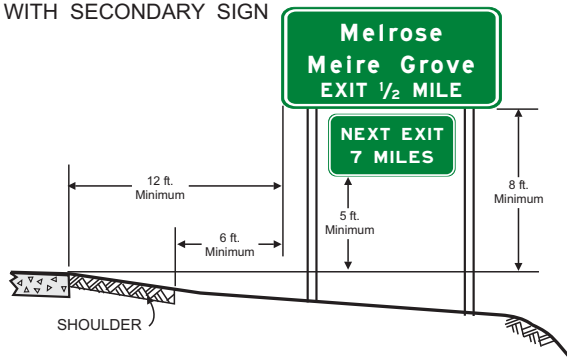 WITH SECONDARY SIGN
Melrose
Meire Grove
EXIT 1/2 MILE
NEXT EXIT
7 MILES
12 ft.
Minimum
8 ft.
Minimum
5 ft.
Minimum
6 ft.
Minimum
SHOULDER